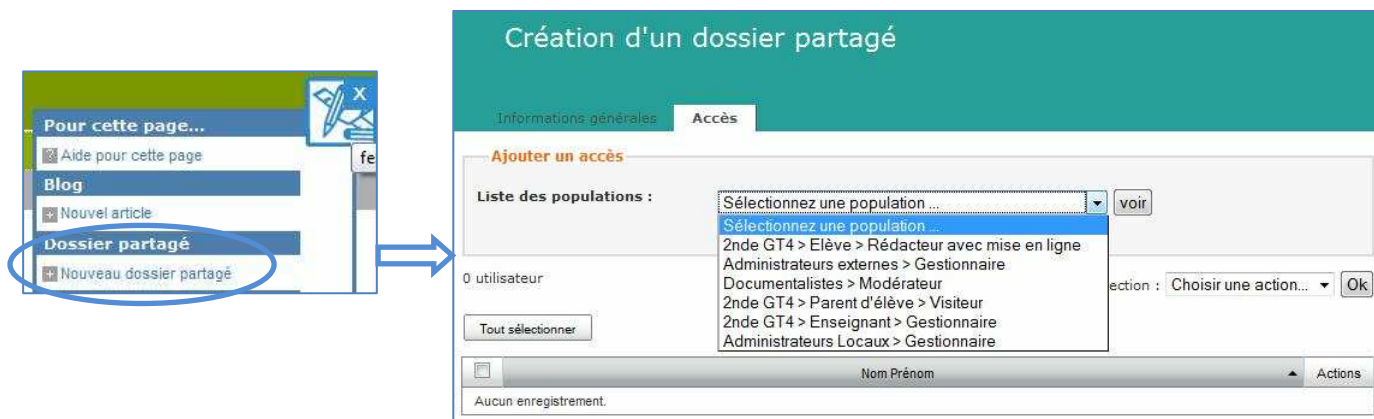 X
Pour cette page...
Aide pour cette page
fe
Blog
Nouvel article
Dossier partagé
Nouveau dossier partagé
Création d'un dossier partagé
Informations générales Accès
Ajouter un accès
Liste des populations : Sélectionnez une population ... voir
Sélectionnez une population ...
2nde GT4 > Elève > Rédacteur avec mise en ligne
Administrateurs externes > Gestionnaire
Documentalistes > Modérateur
2nde GT4 > Parent d'élève > Visiteur
2nde GT4 > Enseignant > Gestionnaire
Administrateurs Locaux > Gestionnaire
0 utilisateur
ection : Choisir une action... Ok
Tout sélectionner
Nom Prénom Actions
Aucun enregistrement.